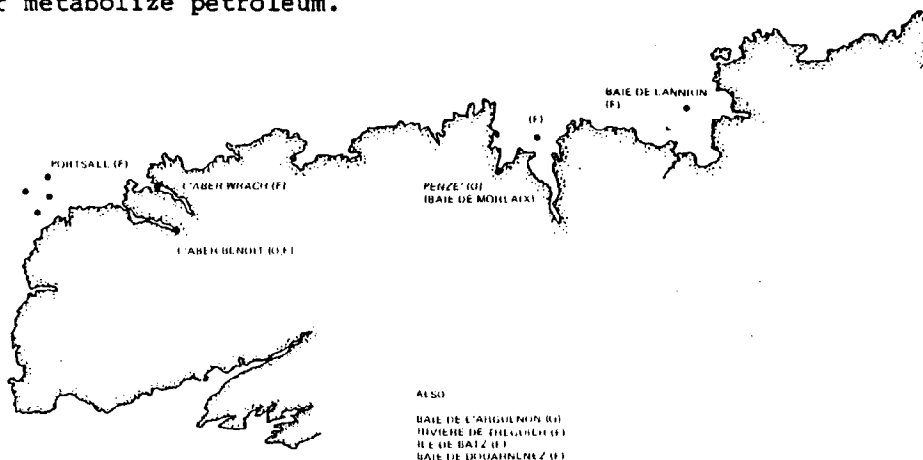 metabolize petroleum.
BAIE DE LANNION
(F)
(F)
PORTSALL (F)
L'ABER WRACH (F)
PENZE' (O)
(BAIE DE MORLAIX)
L'ABER BENOIT (O,F)
ALSO
BAIE DE L'ARGUENON (O)
RIVIERE DE TREGUIER (F)
ILE DE BATZ (F)
BAIE DE DOUARNENEZ (F)